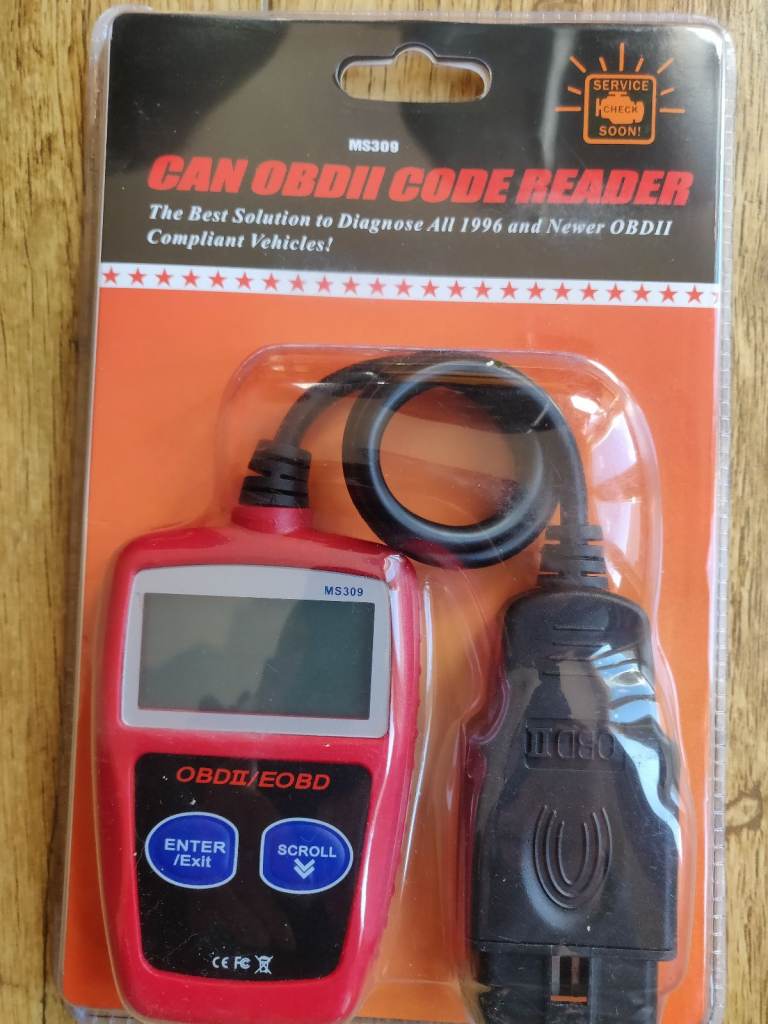 SERVICE
CHECK
SOON!
MS309
CAN OBDII CODE READER
The Best Solution to Diagnose All 1996 and Newer OBDII
Compliant Vehicles!
MS309
OBDII
OBDII/EOBD
ENTER
/Exit
SCROLL
CE FC